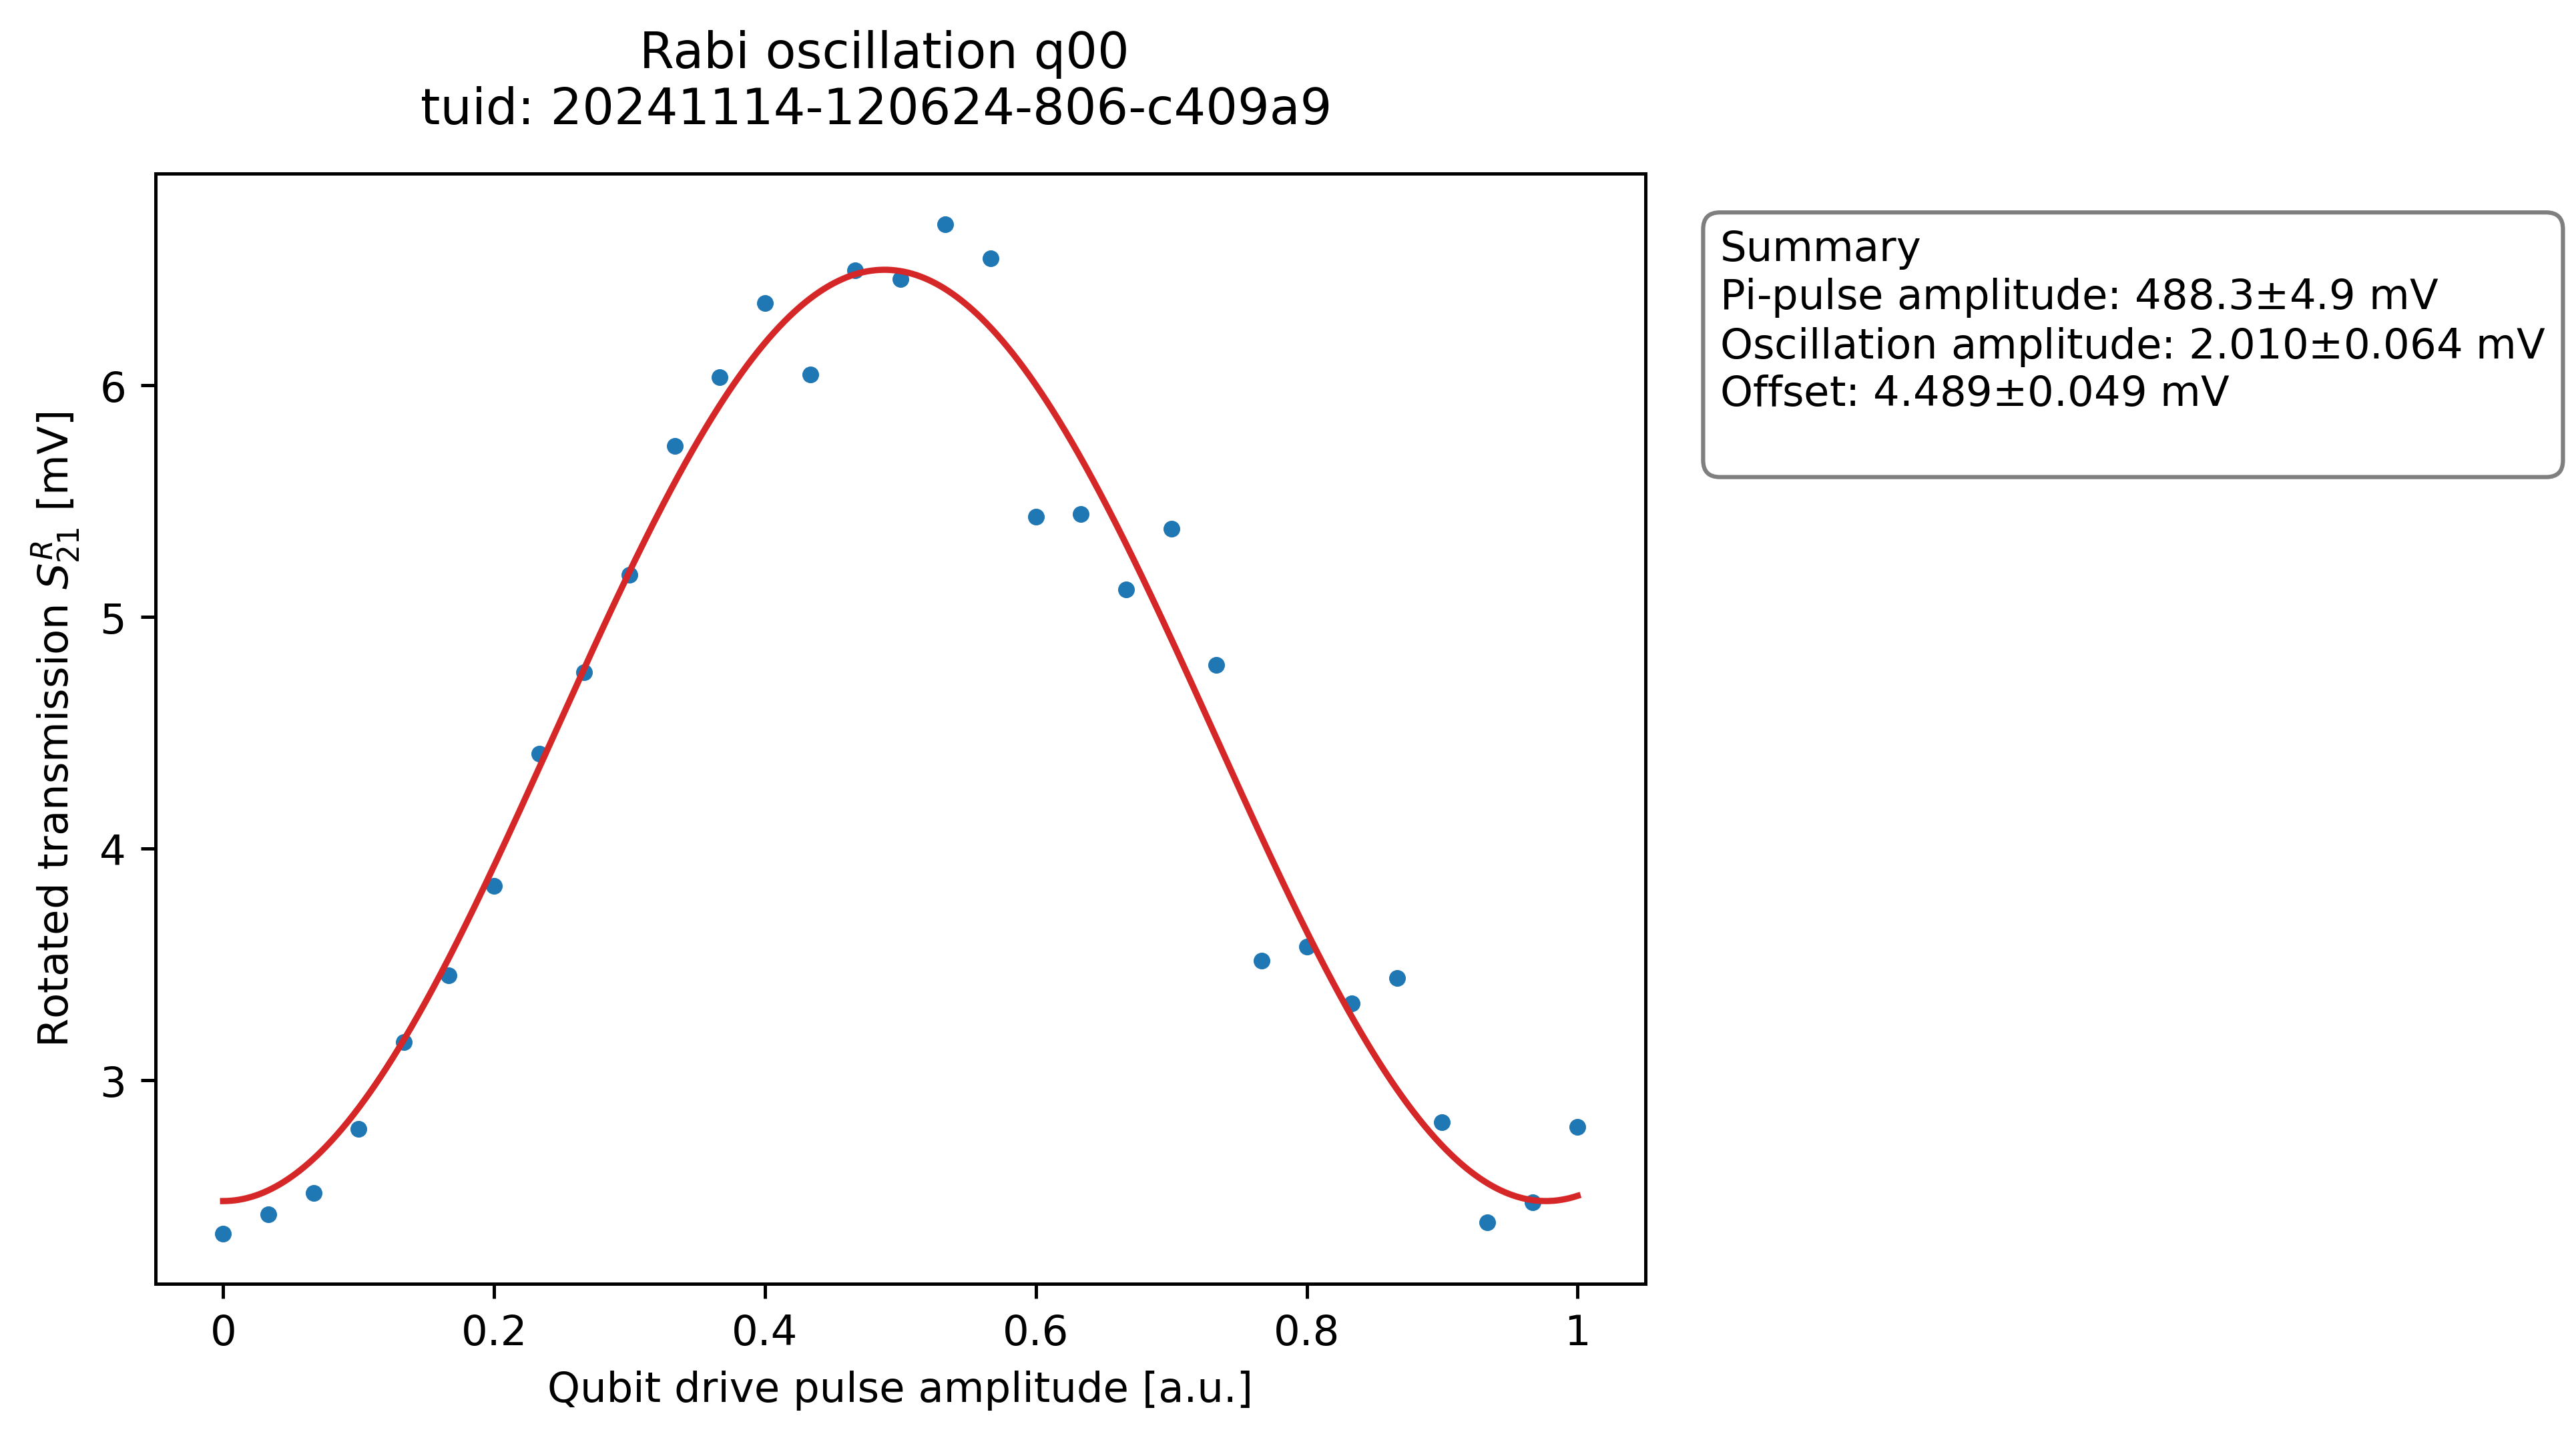 Rabi oscillation q00
tuid: 20241114-120624-806-c409a9
Summary
Pi-pulse amplitude: 488.3±4.9 mV
Oscillation amplitude: 2.010±0.064 mV
Offset: 4.489±0.049 mV
Rotated transmission $S_{21}^{R}$ [mV]
6
5
4
3
0 0.2 0.4 0.6 0.8 1
Qubit drive pulse amplitude [a.u.]